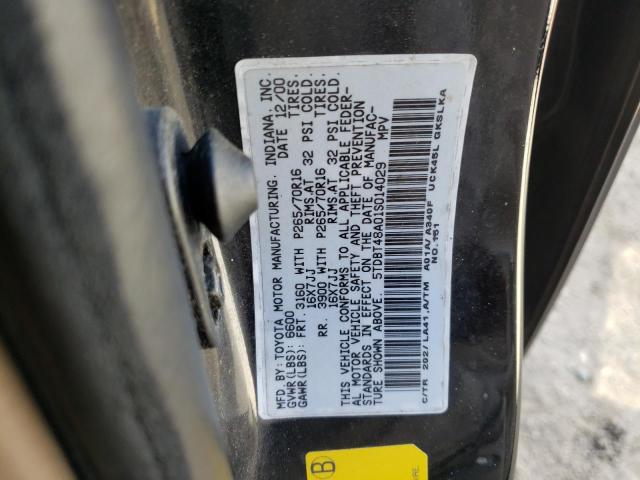 MFD.BY: TOYOTA MOTOR MANUFACTURING, INDIANA, INC.
GVWR(LBS): 6600 DATE 12/00
GAWR(LBS): FRT. 3160 WITH P265/70R16 TIRES.
16X7JJ RIMS.AT 32 PSI COLD.
RR. 3900 WITH P265/70R16 TIRES.
16X7JJ RIMS.AT 32 PSI COLD.
THIS VEHICLE CONFORMS TO ALL APPLICABLE FEDER-
AL MOTOR VEHICLE SAFETY AND THEFT PREVENTION
STANDARDS IN EFFECT ON THE DATE OF MANUFAC-
TURE SHOWN ABOVE. 5TDBT48A01S014029 MPV
C/TR 202/ LA41 ,A/TM A01A/ A340F UCK45L GKSLKA
NO.151
B